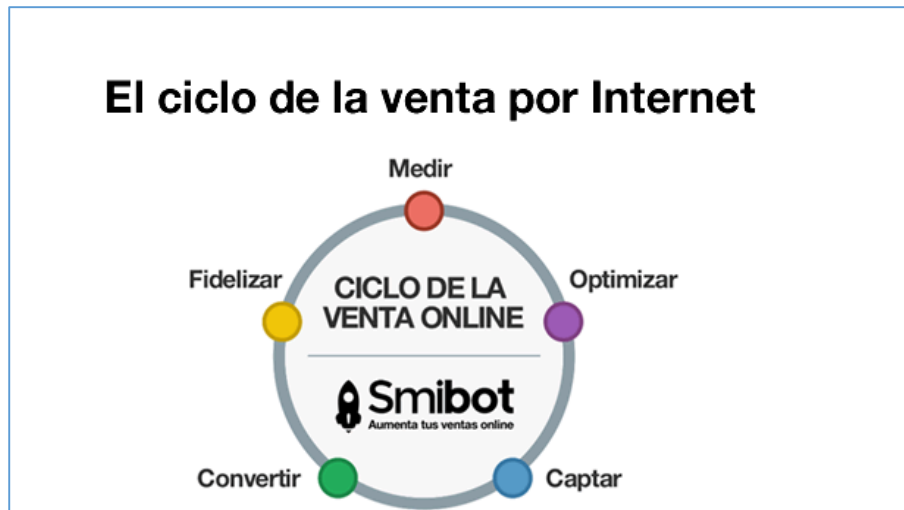 El ciclo de la venta por Internet
Medir
Fidelizar
Optimizar
CICLO DE LA
VENTA ONLINE
Smibot
Aumenta tus ventas online
Convertir
Captar